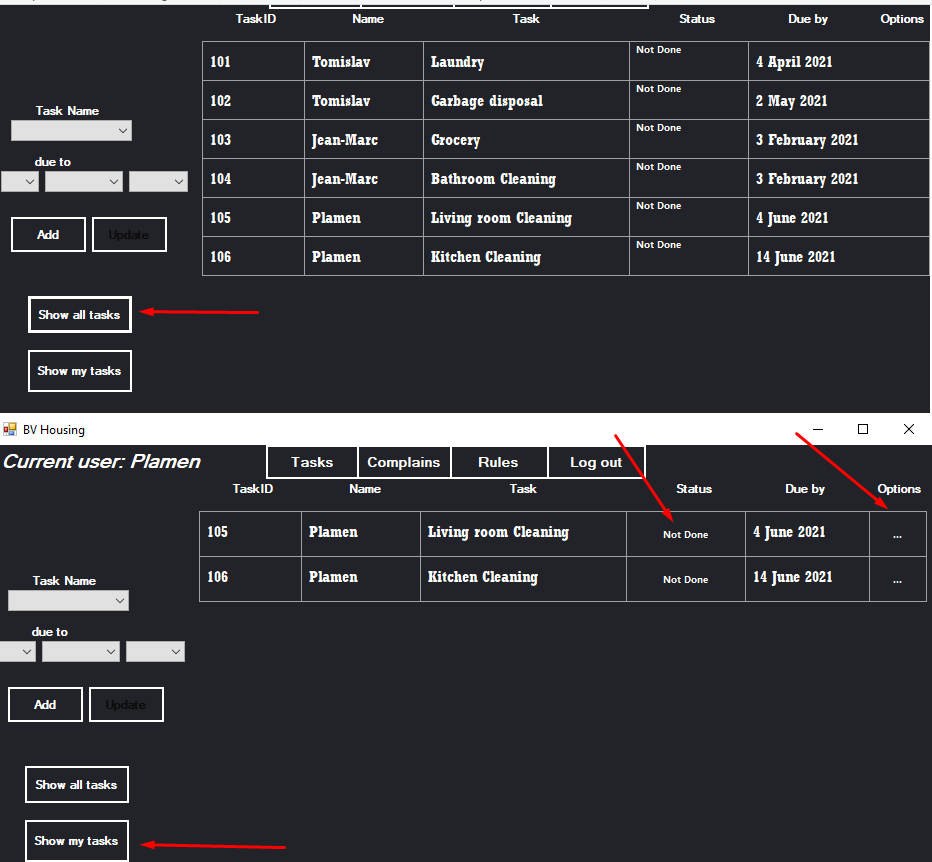 TaskID Name Task Status Due by Options
101 Tomislav Laundry Not Done 4 April 2021
102 Tomislav Garbage disposal Not Done 2 May 2021
103 Jean-Marc Grocery Not Done 3 February 2021
104 Jean-Marc Bathroom Cleaning Not Done 3 February 2021
105 Plamen Living room Cleaning Not Done 4 June 2021
106 Plamen Kitchen Cleaning Not Done 14 June 2021
Task Name
due to
Add Update
Show all tasks
Show my tasks
BV Housing
Current user: Plamen Tasks Complains Rules Log out
TaskID Name Task Status Due by Options
105 Plamen Living room Cleaning Not Done 4 June 2021 ...
106 Plamen Kitchen Cleaning Not Done 14 June 2021 ...
Task Name
due to
Add Update
Show all tasks
Show my tasks